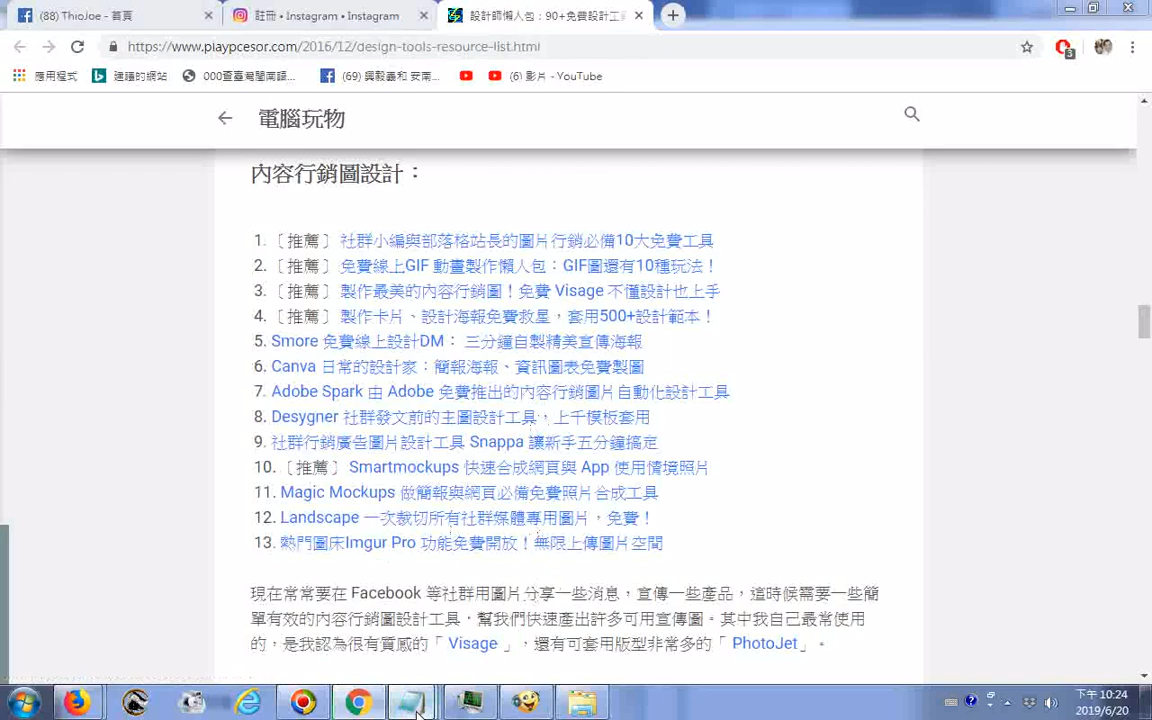 (88) ThioJoe - 首頁
註冊 • Instagram • Instagram
設計師懶人包：90+免費設計工
https://www.playpcesor.com/2016/12/design-tools-resource-list.html
3
應用程式
建議的網站
000查臺灣閩南語...
(69) 興毅義和 安南...
(6) 影片 - YouTube
電腦玩物
內容行銷圖設計：
1. 〔推薦〕 社群小編與部落格站長的圖片行銷必備10大免費工具
2. 〔推薦〕 免費線上GIF 動畫製作懶人包：GIF圖還有10種玩法！
3. 〔推薦〕 製作最美的內容行銷圖！免費 Visage 不懂設計也上手
4. 〔推薦〕 製作卡片、設計海報免費救星，套用500+設計範本！
5. Smore 免費線上設計DM： 三分鐘自製精美宣傳海報
6. Canva 日常的設計家：簡報海報、資訊圖表免費製圖
7. Adobe Spark 由 Adobe 免費推出的內容行銷圖片自動化設計工具
8. Desygner 社群發文前的主圖設計工具，上千模板套用
9. 社群行銷廣告圖片設計工具 Snappa 讓新手五分鐘搞定
10. 〔推薦〕 Smartmockups 快速合成網頁與 App 使用情境照片
11. Magic Mockups 做簡報與網頁必備免費照片合成工具
12. Landscape 一次裁切所有社群媒體專用圖片，免費！
13. 熱門圖床Imgur Pro 功能免費開放！無限上傳圖片空間
現在常常要在 Facebook 等社群用圖片分享一些消息，宣傳一些產品，這時候需要一些簡
單有效的內容行銷圖設計工具，幫我們快速產出許多可用宣傳圖。其中我自己最常使用
的，是我認為很有質感的「 Visage 」，還有可套用版型非常多的「 PhotoJet」。
下午 10:24
2019/6/20